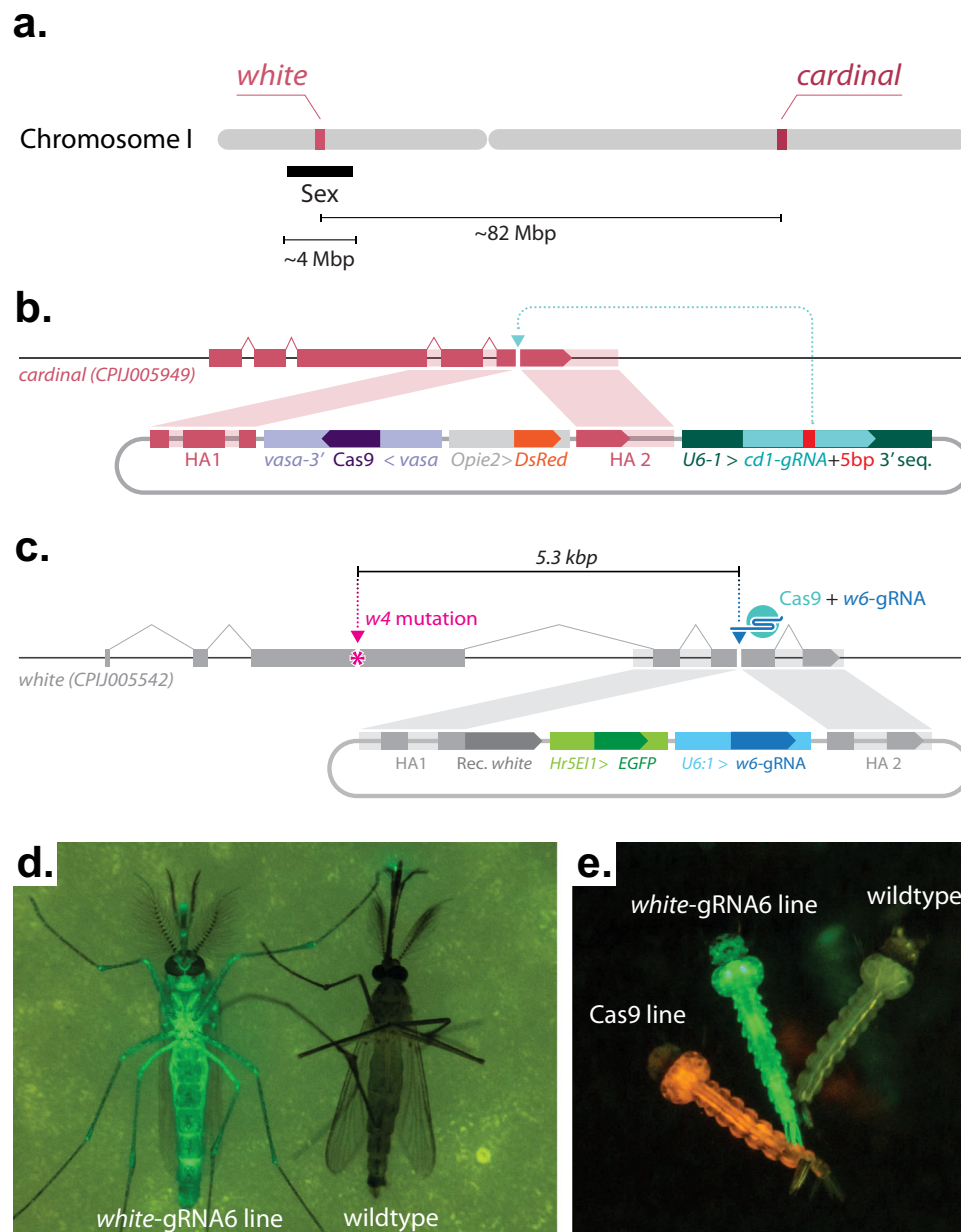 a.
white
cardinal
Chromosome I
Sex
~82 Mbp
~4 Mbp
b.
cardinal (CPIJ005949)
HA1
vasa-3’ Cas9 < vasa
Opie2> DsRed
HA 2
U6-1 > cd1-gRNA+5bp 3’ seq.
c.
5.3 kbp
w4 mutation
Cas9 + w6-gRNA
white (CPIJ005542)
HA1
Rec. white
Hr5EI1> EGFP
U6:1 > w6-gRNA
HA 2
d.
white-gRNA6 line
wildtype
e.
white-gRNA6 line
wildtype
Cas9 line